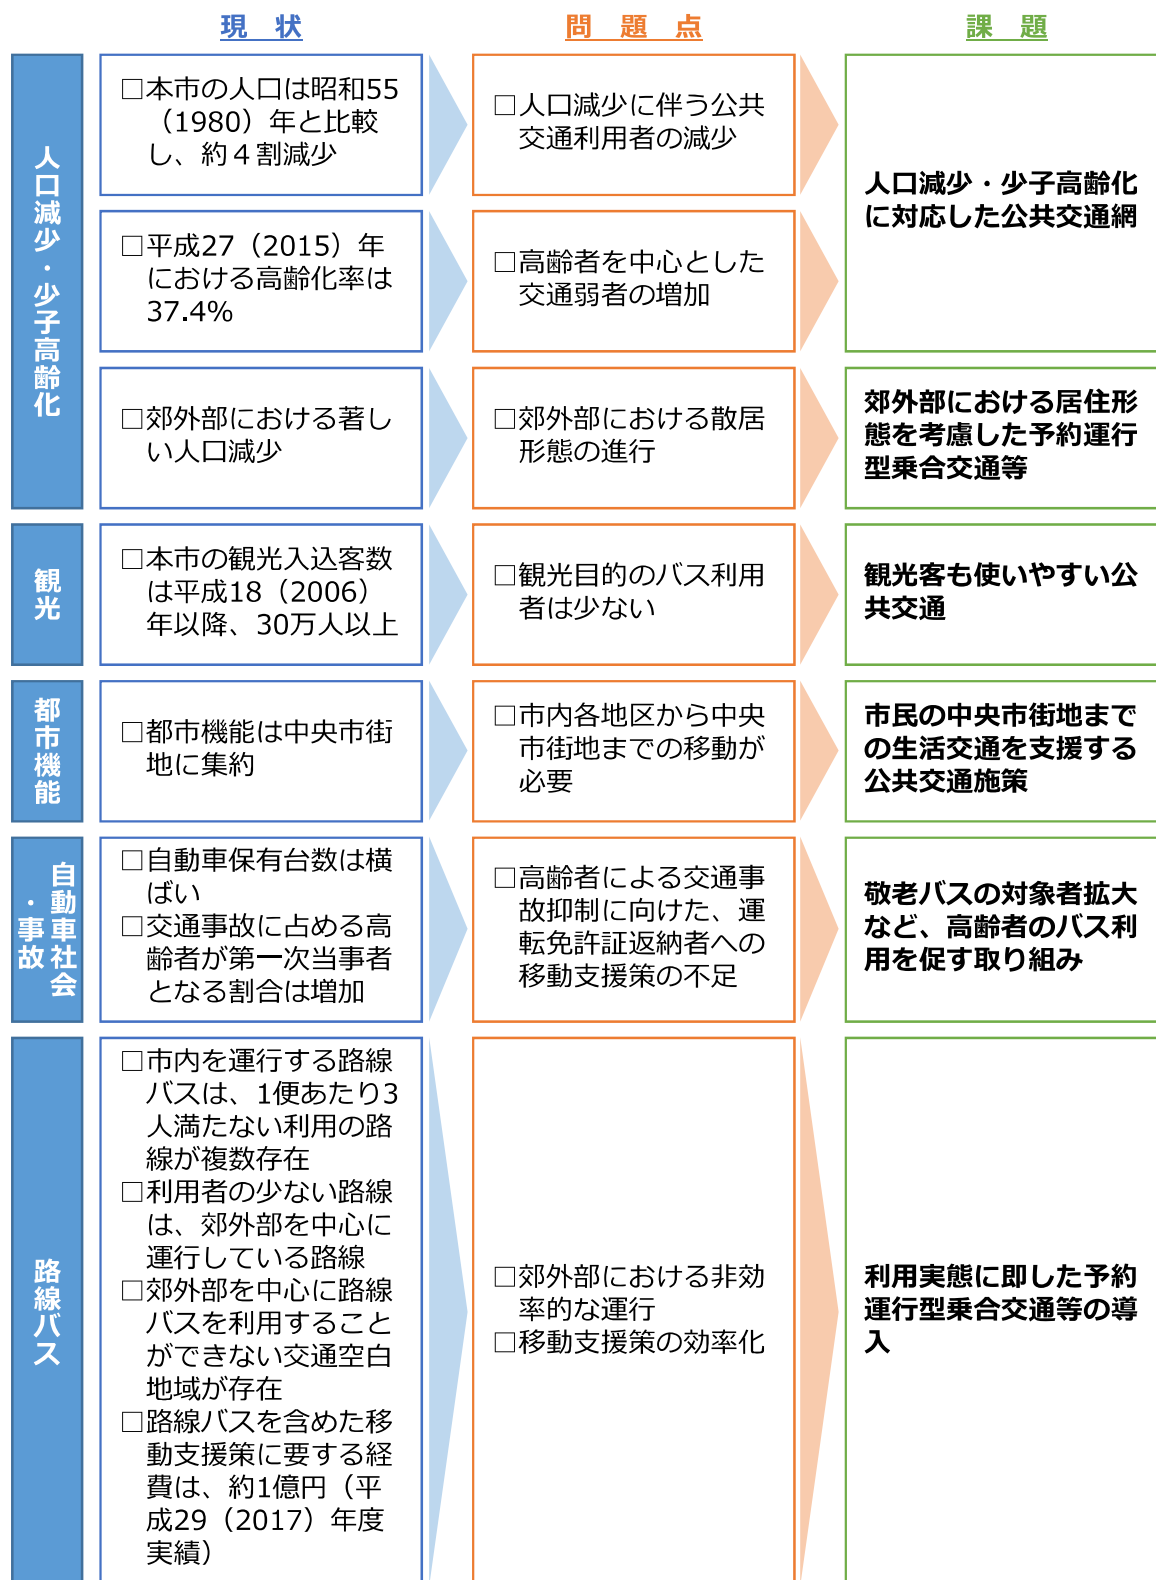 現 状
問 題 点
課 題
人口減少・少子高齢化
□本市の人口は昭和55
（1980）年と比較
し、約４割減少
□人口減少に伴う公共
交通利用者の減少
人口減少・少子高齢化
に対応した公共交通網
□平成27（2015）年
における高齢化率は
37.4%
□高齢者を中心とした
交通弱者の増加
□郊外部における著し
い人口減少
□郊外部における散居
形態の進行
郊外部における居住形
態を考慮した予約運行
型乗合交通等
観光
□本市の観光入込客数
は平成18（2006）
年以降、30万人以上
□観光目的のバス利用
者は少ない
観光客も使いやすい公
共交通
都市機能
□都市機能は中央市街
地に集約
□市内各地区から中央
市街地までの移動が
必要
市民の中央市街地まで
の生活交通を支援する
公共交通施策
自動車社会
・事故
□自動車保有台数は横
ばい
□交通事故に占める高
齢者が第一次当事者
となる割合は増加
□高齢者による交通事
故抑制に向けた、運
転免許証返納者への
移動支援策の不足
敬老バスの対象者拡大
など、高齢者のバス利
用を促す取り組み
路線バス
□市内を運行する路線
バスは、1便あたり3
人満たない利用の路
線が複数存在
□利用者の少ない路線
は、郊外部を中心に
運行している路線
□郊外部を中心に路線
バスを利用すること
ができない交通空白
地域が存在
□路線バスを含めた移
動支援策に要する経
費は、約1億円（平
成29（2017）年度
実績）
□郊外部における非効
率的な運行
□移動支援策の効率化
利用実態に即した予約
運行型乗合交通等の導
入